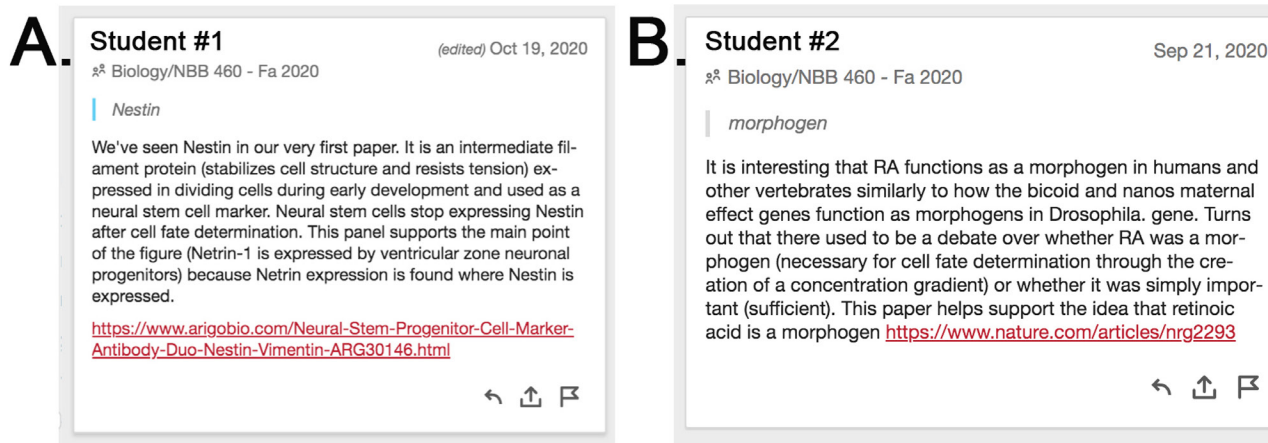 A.
Student #1
(edited) Oct 19, 2020
Biology/NBB 460 - Fa 2020
Nestin
We've seen Nestin in our very first paper. It is an intermediate fil-
ament protein (stabilizes cell structure and resists tension) ex-
pressed in dividing cells during early development and used as a
neural stem cell marker. Neural stem cells stop expressing Nestin
after cell fate determination. This panel supports the main point
of the figure (Netrin-1 is expressed by ventricular zone neuronal
progenitors) because Netrin expression is found where Nestin is
expressed.
https://www.arigobio.com/Neural-Stem-Progenitor-Cell-Marker-
Antibody-Duo-Nestin-Vimentin-ARG30146.html
B.
Student #2
Sep 21, 2020
Biology/NBB 460 - Fa 2020
morphogen
It is interesting that RA functions as a morphogen in humans and
other vertebrates similarly to how the bicoid and nanos maternal
effect genes function as morphogens in Drosophila. gene. Turns
out that there used to be a debate over whether RA was a mor-
phogen (necessary for cell fate determination through the cre-
ation of a concentration gradient) or whether it was simply impor-
tant (sufficient). This paper helps support the idea that retinoic
acid is a morphogen https://www.nature.com/articles/nrg2293